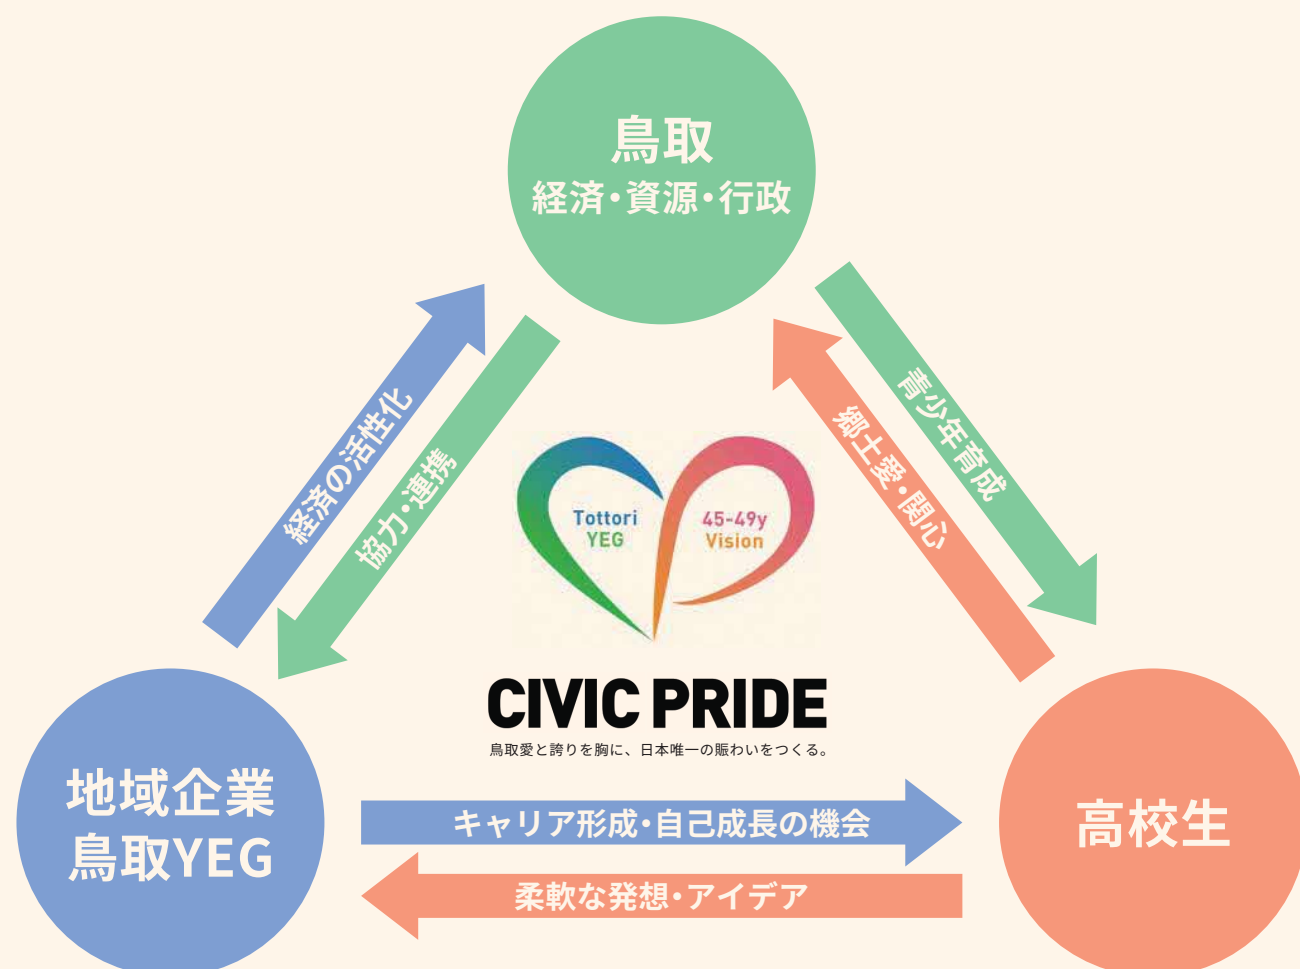 鳥取
経済・資源・行政
経済の活性化
協力・連携
青少年育成
郷土愛・関心
Tottori
YEG
45-49y
Vision
CIVIC PRIDE
鳥取愛と誇りを胸に、日本唯一の賑わいをつくる。
地域企業
鳥取YEG
キャリア形成・自己成長の機会
柔軟な発想・アイデア
高校生